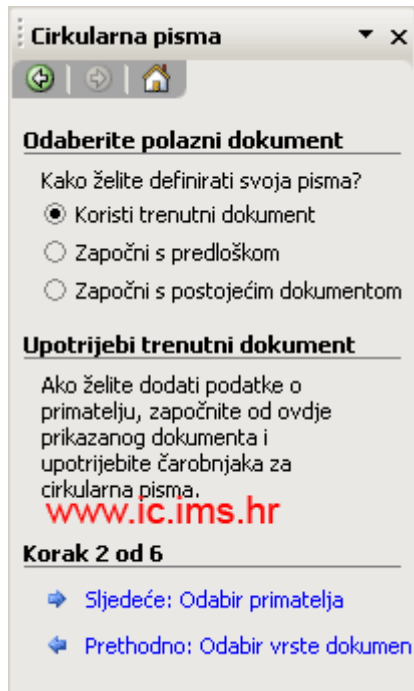 Cirkularna pisma
Odaberite polazni dokument
Kako želite definirati svoja pisma?
Koristi trenutni dokument
Započni s predloškom
Započni s postojećim dokumentom
Upotrijebi trenutni dokument
Ako želite dodati podatke o
primatelju, započnite od ovdje
prikazanog dokumenta i
upotrijebite čarobnjaka za
cirkularna pisma.
www.ic.ims.hr
Korak 2 od 6
Sljedeće: Odabir primatelja
Prethodno: Odabir vrste dokumen